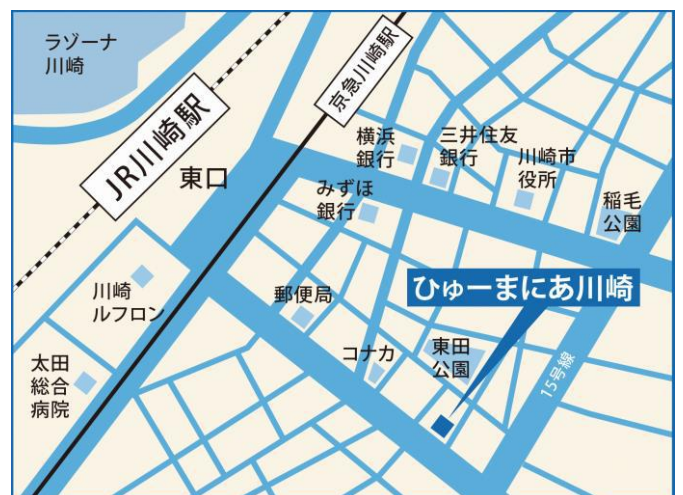 ラゾーナ
川崎
JR川崎駅
東口
京急川崎駅
横浜
銀行
三井住友
銀行
川崎市
役所
稲毛
公園
みずほ
銀行
川崎
ルフロン
郵便局
ひゅーまにあ川崎
太田
総合
病院
コナカ
東田
公園
15号線